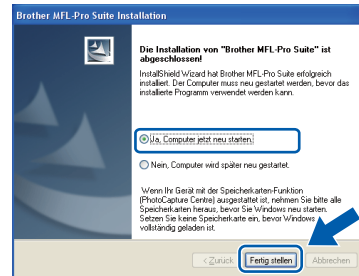 Brother MFL-Pro Suite Installation
Die Installation von "Brother MFL-Pro Suite" ist
abgeschlossen!
InstallShield Wizard hat Brother MFL-Pro Suite erfolgreich
installiert. Der Computer muss neu gestartet werden, bevor das
installierte Programm verwendet werden kann.
Ja, Computer jetzt neu starten.
Nein, Computer wird später neu gestartet.
Wenn Ihr Gerät mit der Speicherkarten-Funktion
(PhotoCapture Centre) ausgestattet ist, nehmen Sie bitte alle
Speicherkarten heraus, bevor Sie Windows neu starten.
Setzen Sie keine Speicherkarte ein, bevor Windows
vollständig geladen ist.
< Zurück Fertig stellen Abbrechen